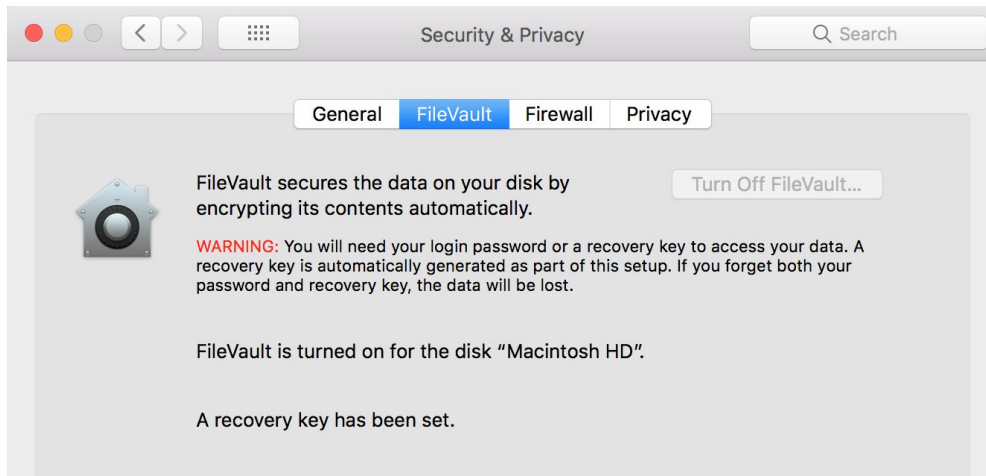 Security & Privacy
Search
General FileVault Firewall Privacy
FileVault secures the data on your disk by
encrypting its contents automatically.
Turn Off FileVault...
WARNING: You will need your login password or a recovery key to access your data. A
recovery key is automatically generated as part of this setup. If you forget both your
password and recovery key, the data will be lost.
FileVault is turned on for the disk “Macintosh HD”.
A recovery key has been set.